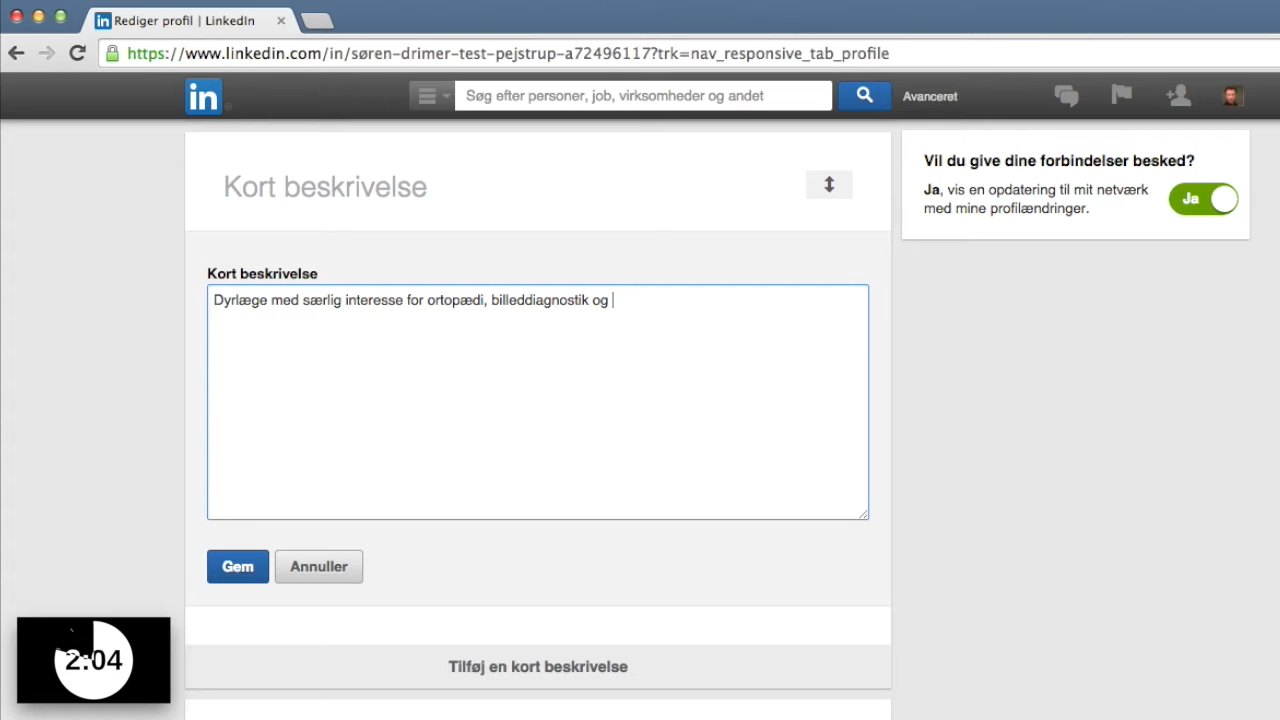 Rediger profil | LinkedIn
https://www.linkedin.com/in/søren-drimer-test-pejstrup-a72496117?trk=nav_responsive_tab_profile
in
Søg efter personer, job, virksomheder og andet
Avanceret
Kort beskrivelse
Vil du give dine forbindelser besked?
Ja, vis en opdatering til mit netværk
med mine profilændringer.
Ja
Kort beskrivelse
Dyrlæge med særlig interesse for ortopædi, billeddiagnostik og
Gem
Annuller
Tilføj en kort beskrivelse
2:04